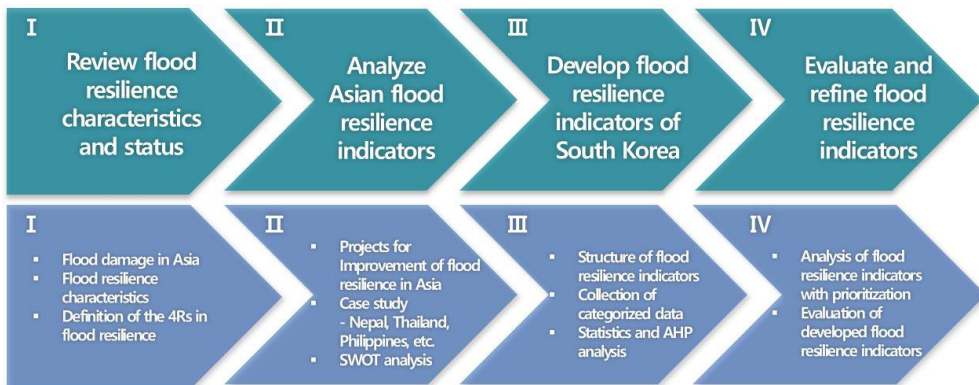 I
Review flood
resilience
characteristics
and status
II
Analyze
Asian flood
resilience
indicators
III
Develop flood
resilience
indicators of
South Korea
IV
Evaluate and
refine flood
resilience
indicators
I
▪ Flood damage in Asia
▪ Flood resilience
characteristics
▪ Definition of the 4Rs in
flood resilience
II
▪ Projects for
Improvement of flood
resilience in Asia
▪ Case study
- Nepal, Thailand,
Philippines, etc.
▪ SWOT analysis
III
▪ Structure of flood
resilience indicators
▪ Collection of
categorized data
▪ Statistics and AHP
analysis
IV
▪ Analysis of flood
resilience indicators
with prioritization
▪ Evaluation of
developed flood
resilience indicators